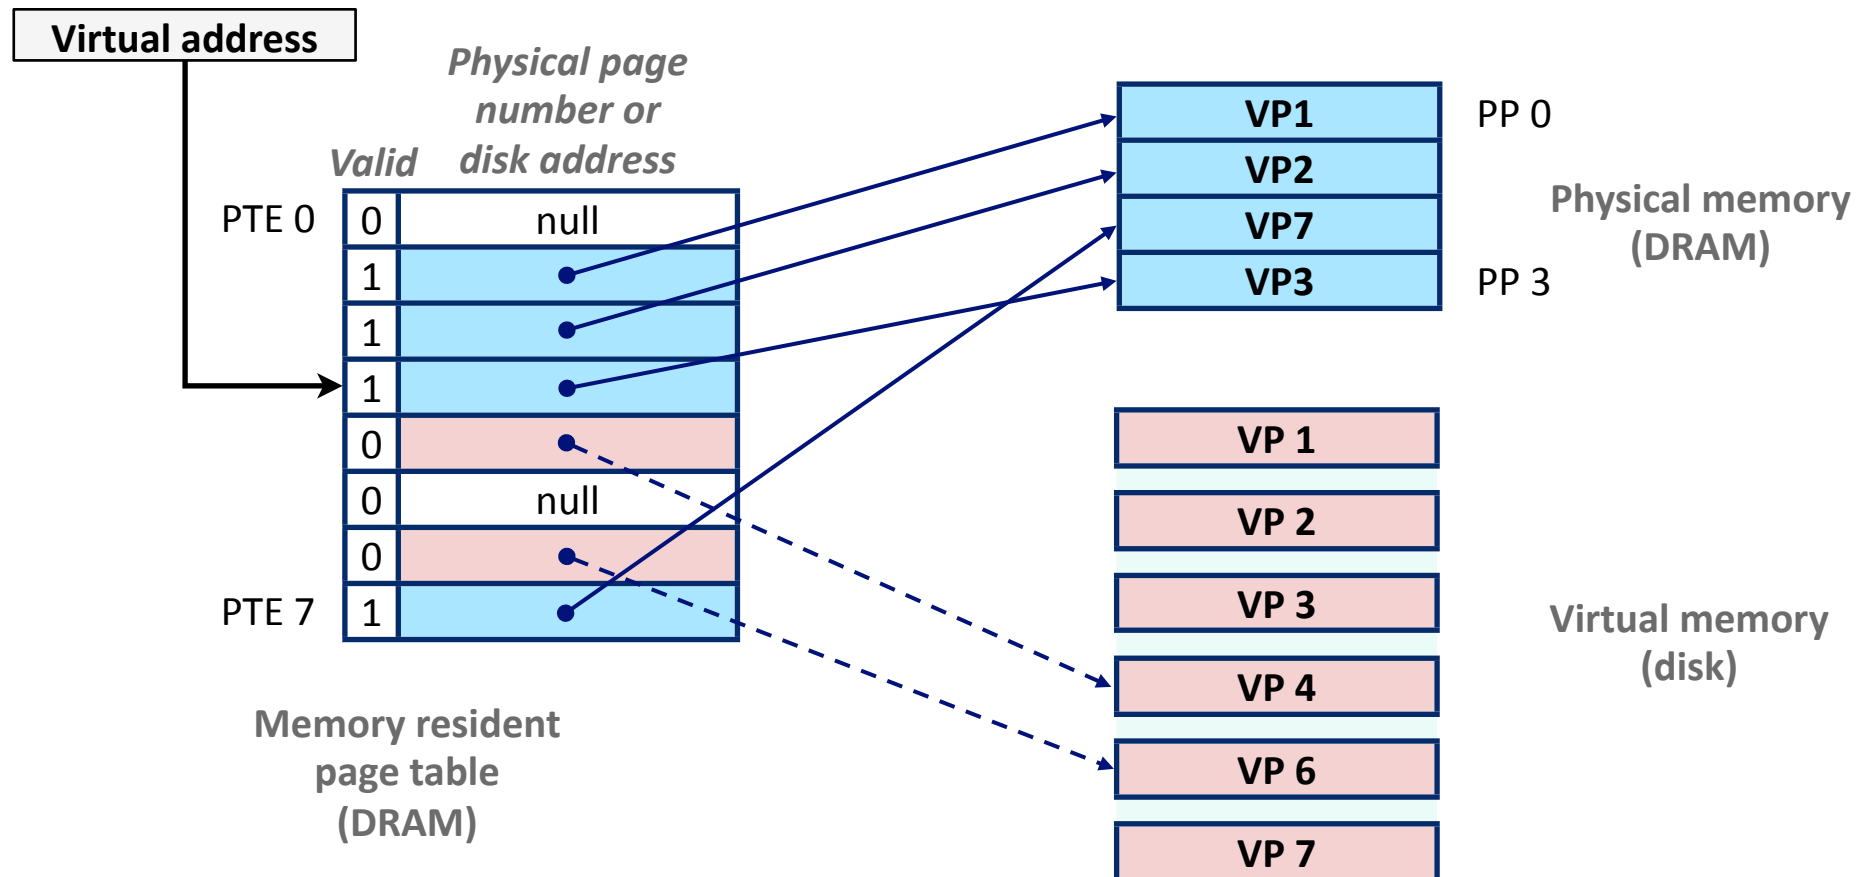 Virtual address
Physical page
number or
disk address
Valid
PTE 0
0
null
1
1
1
0
0
null
0
PTE 7
1
Memory resident
page table
(DRAM)
VP1
PP 0
VP2
VP7
VP3
PP 3
Physical memory
(DRAM)
VP 1
VP 2
VP 3
VP 4
VP 6
VP 7
Virtual memory
(disk)